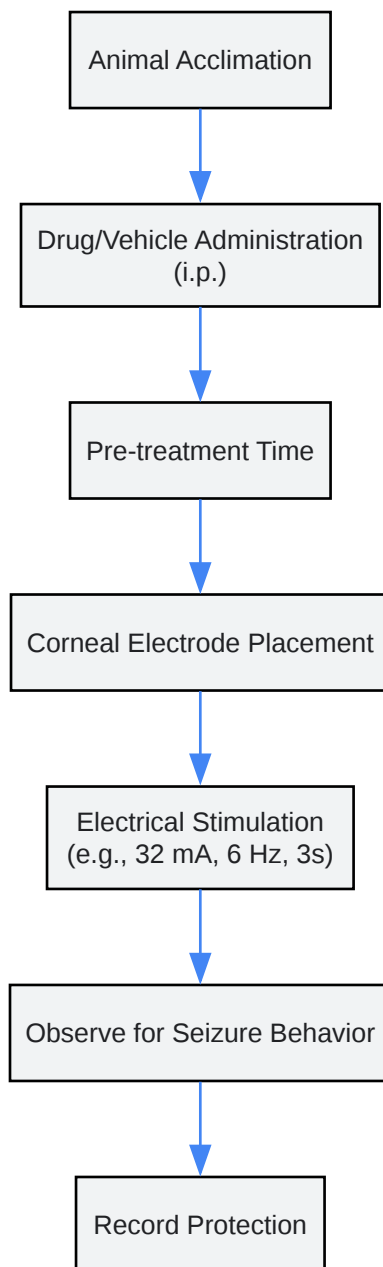 Animal Acclimation
Drug/Vehicle Administration
(i.p.)
Pre-treatment Time
Corneal Electrode Placement
Electrical Stimulation
(e.g., 32 mA, 6 Hz, 3s)
Observe for Seizure Behavior
Record Protection